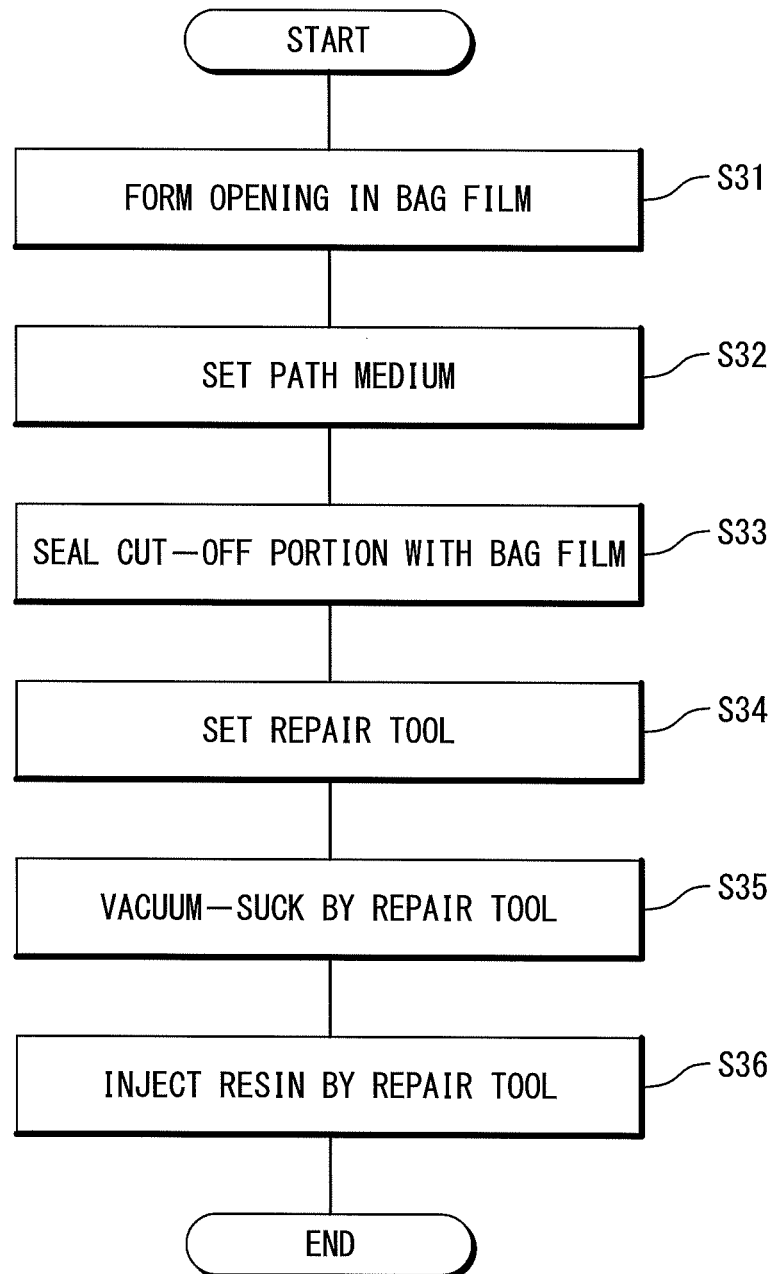 START
FORM OPENING IN BAG FILM
S31
SET PATH MEDIUM
S32
SEAL CUT—OFF PORTION WITH BAG FILM
S33
SET REPAIR TOOL
S34
VACUUM—SUCK BY REPAIR TOOL
S35
INJECT RESIN BY REPAIR TOOL
S36
END